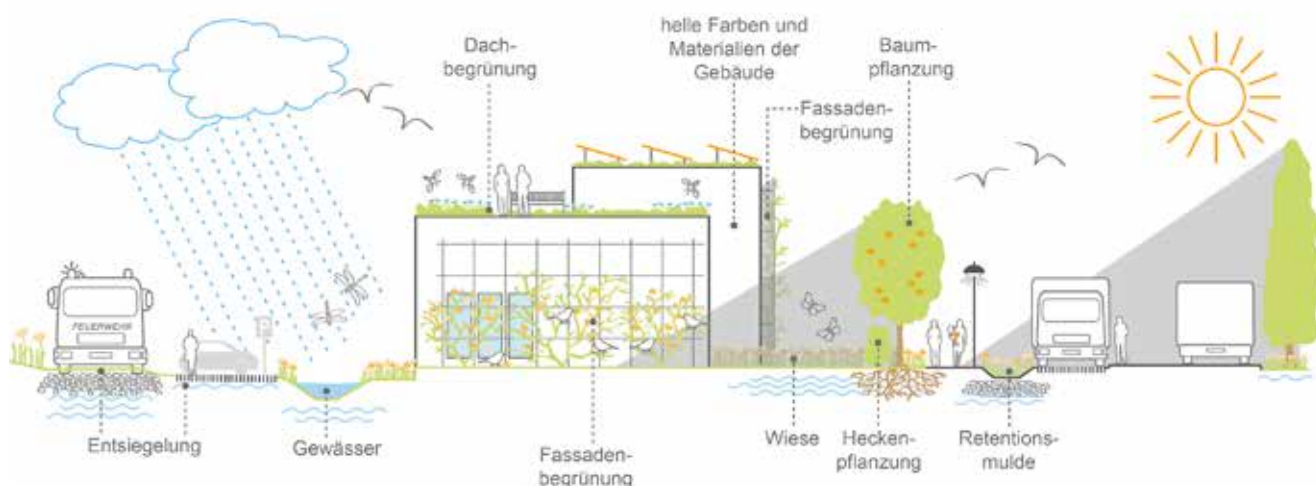 helle Farben und
Materialien der
Gebäude
Dach-
begrünung
Baum-
pflanzung
Fassaden-
begrünung
FEUERWEHR
P
Entsiegelung
Gewässer
Fassaden-
begrünung
Wiese
Hecken-
pflanzung
Retentions-
mulde